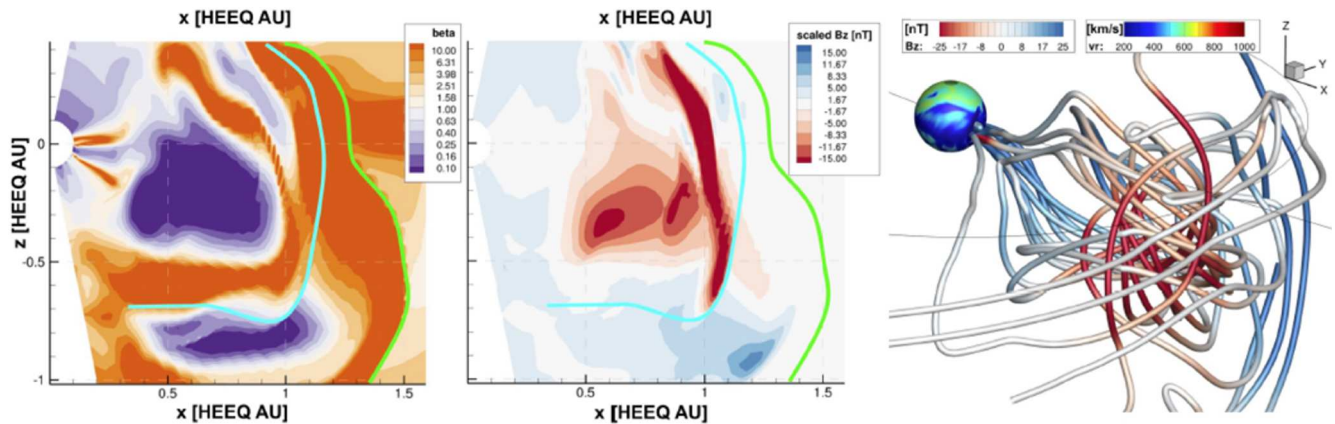 x [HEEQ AU]
beta
10.00
6.31
3.98
2.51
1.58
1.00
0.63
0.40
0.25
0.16
0.10
z [HEEQ AU]
0
-0.5
-1
0.5
1
1.5
x [HEEQ AU]
x [HEEQ AU]
scaled Bz [nT]
15.00
11.67
8.33
5.00
1.67
-1.67
-5.00
-8.33
-11.67
-15.00
0.5
1
1.5
x [HEEQ AU]
[nT]
Bz: -25 -17 -8 0 8 17 25
[km/s]
vr: 200 400 600 800 1000
Z
Y
X